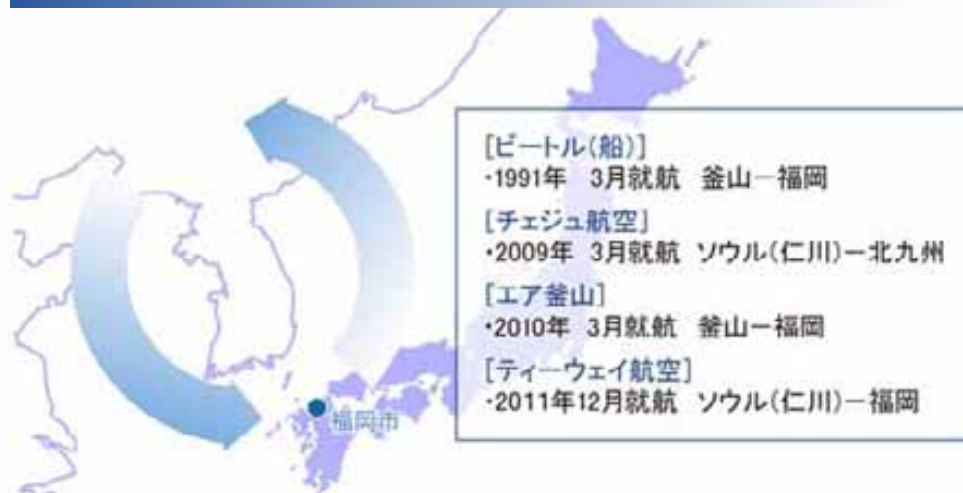 [ビートル(船)]
・1991年 3月就航 釜山－福岡
[チェジュ航空]
・2009年 3月就航 ソウル(仁川)－北九州
[エア釜山]
・2010年 3月就航 釜山－福岡
[ティーウェイ航空]
・2011年12月就航 ソウル(仁川)－福岡
福岡市